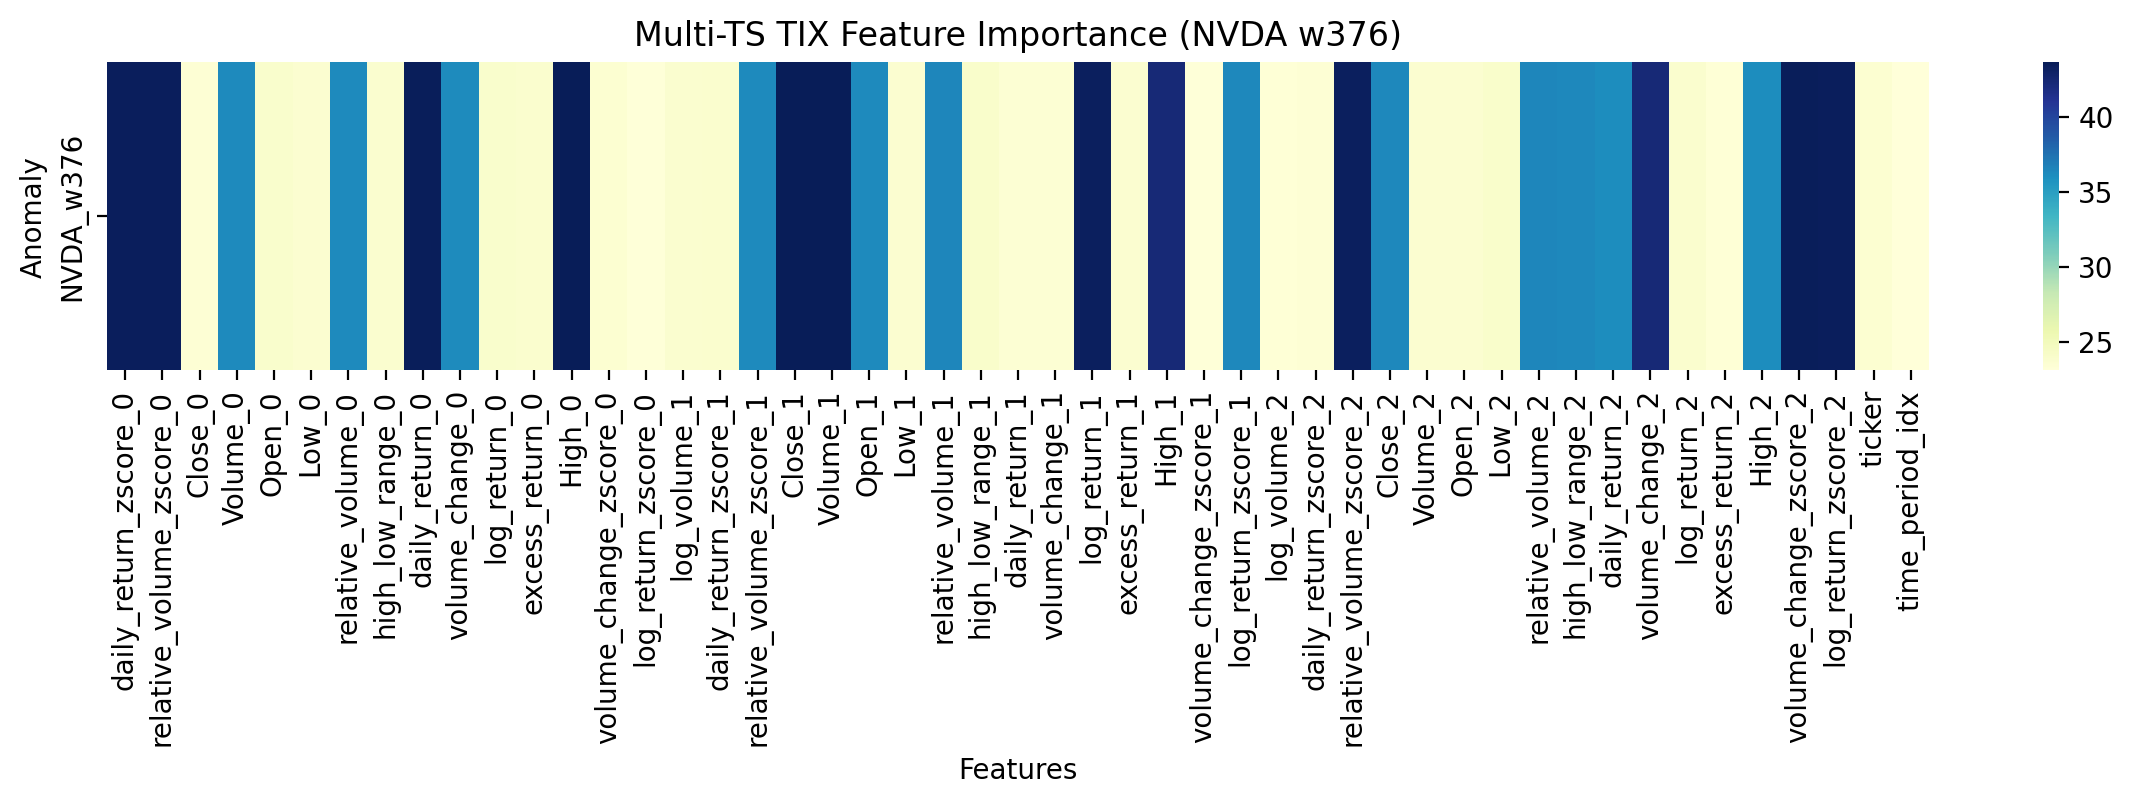 Multi-TS TIX Feature Importance (NVDA w376)
Anomaly
NVDA_w376
40
35
30
25
daily_return_zscore_0
relative_volume_zscore_0
Close_0
Volume_0
Open_0
Low_0
relative_volume_0
high_low_range_0
daily_return_0
volume_change_0
log_return_0
excess_return_0
High_0
volume_change_zscore_0
log_return_zscore_0
log_volume_1
daily_return_zscore_1
relative_volume_zscore_1
Close_1
Volume_1
Open_1
Low_1
relative_volume_1
high_low_range_1
daily_return_1
volume_change_1
log_return_1
excess_return_1
High_1
volume_change_zscore_1
log_return_zscore_1
log_volume_2
daily_return_zscore_2
relative_volume_zscore_2
Close_2
Volume_2
Open_2
Low_2
relative_volume_2
high_low_range_2
daily_return_2
volume_change_2
log_return_2
excess_return_2
High_2
volume_change_zscore_2
log_return_zscore_2
ticker
time_period_idx
Features